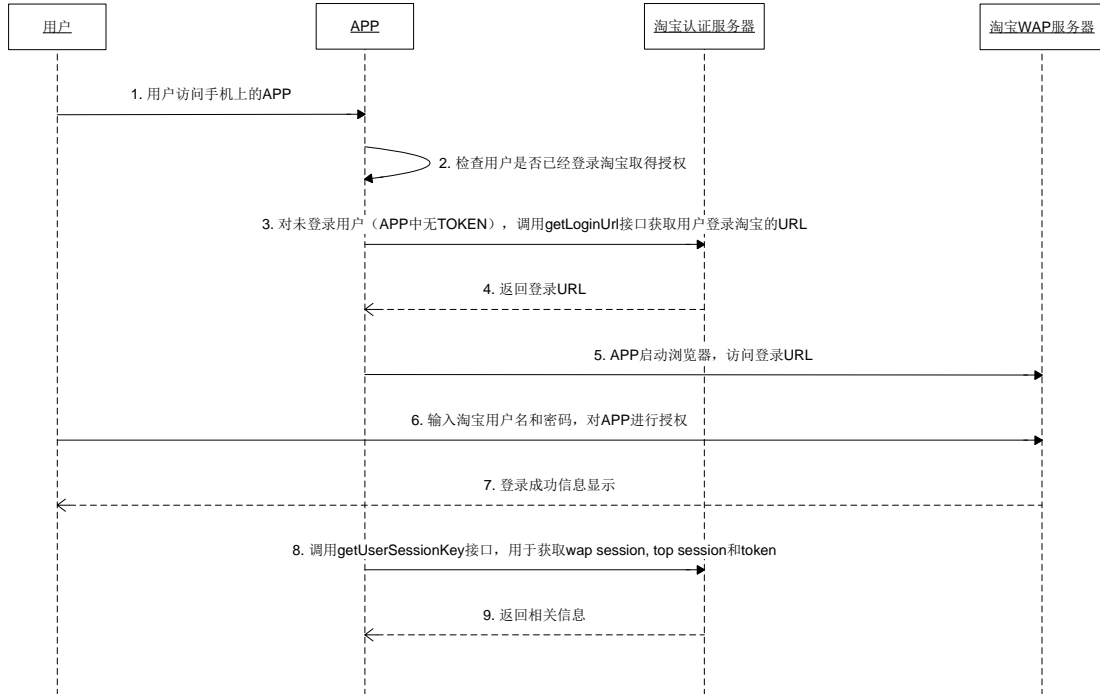 用户
APP
淘宝认证服务器
淘宝WAP服务器
1. 用户访问手机上的APP
2. 检查用户是否已经登录淘宝取得授权
3. 对未登录用户（APP中无TOKEN），调用getLoginUrl接口获取用户登录淘宝的URL
4. 返回登录URL
5. APP启动浏览器，访问登录URL
6. 输入淘宝用户名和密码，对APP进行授权
7. 登录成功信息显示
8. 调用getUserSessionKey接口，用于获取wap session, top session和token
9. 返回相关信息